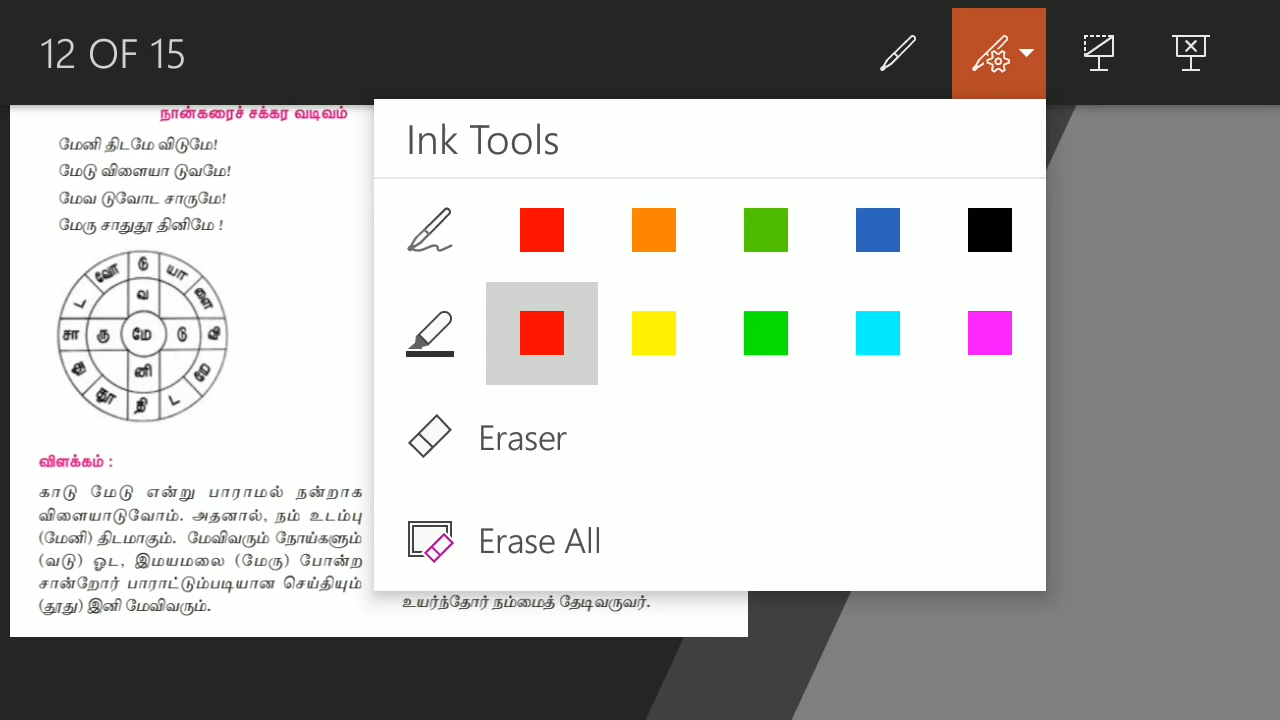 12 OF 15
Ink Tools
Eraser
Erase All
நான்கரைச் சக்கர வடிவம்
மேனி திடமே விடுமே!
மேடு விளையா டுவமே!
மேவ டுவோட சாருமே!
மேரு சாதுதூ தினிமே !
டு
வோ
யா
ட
ளை
வ
சா
ரு
மே
டு
வி
னி
து
மே
தூ
ட
தி
விளக்கம் :
காடு மேடு என்று பாராமல் நன்றாக
விளையாடுவோம். அதனால், நம் உடம்பு
(மேனி) திடமாகும். மேவிவரும் நோய்களும்
(வடு) ஓட, இமயமலை (மேரு) போன்ற
சான்றோர் பாராட்டும்படியான செய்தியும்
(தூது) இனி மேவிவரும்.
உயர்ந்தோர் நம்மைத் தேடிவருவர்.